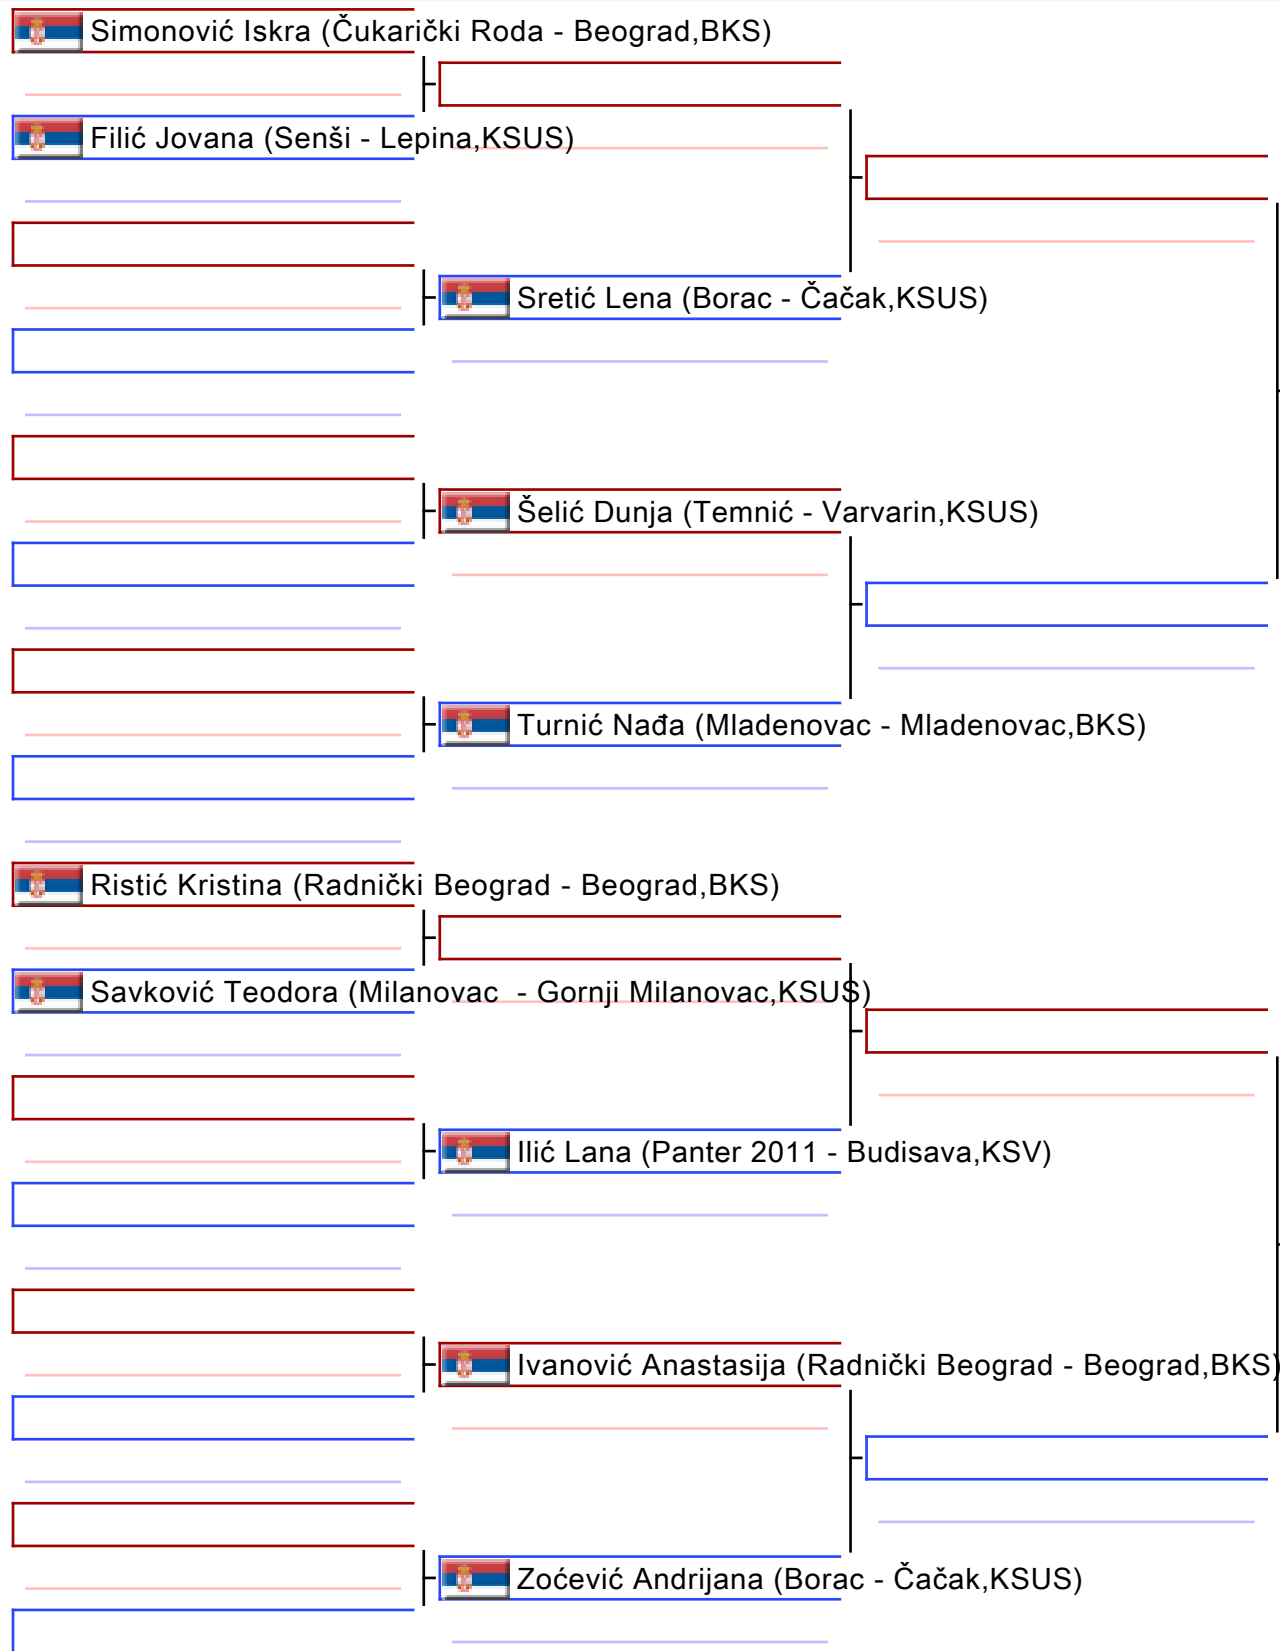 Simonović Iskra (Čukarički Roda - Beograd,BKS)
Filić Jovana (Senši - Lepina,KSUS)
Sretić Lena (Borac - Čačak,KSUS)
Šelić Dunja (Temnić - Varvarin,KSUS)
Turnić Nađa (Mladenovac - Mladenovac,BKS)
Ristić Kristina (Radnički Beograd - Beograd,BKS)
Savković Teodora (Milanovac  - Gornji Milanovac,KSUS)
Ilić Lana (Panter 2011 - Budisava,KSV)
Ivanović Anastasija (Radnički Beograd - Beograd,BKS)
Zoćević Andrijana (Borac - Čačak,KSUS)